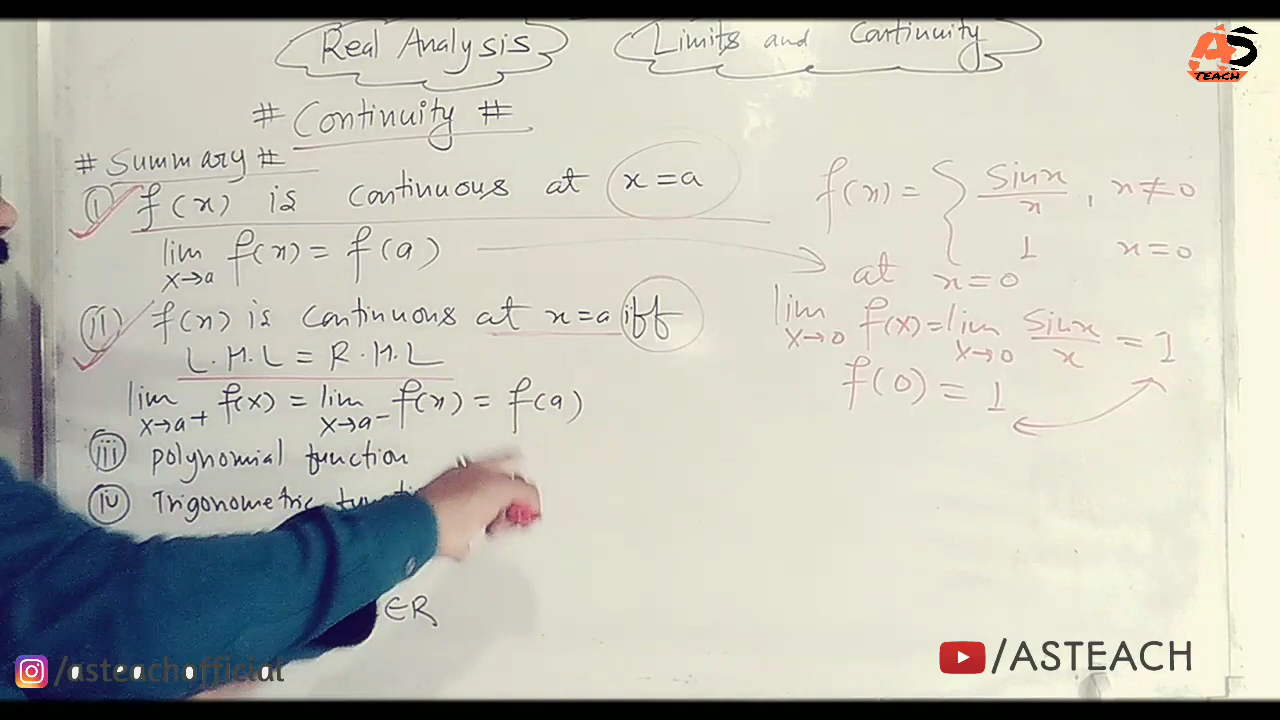 Real Analysis
Limits and Continuity
AS
TEACH
# Continuity #
# Summary #
(i) f(x) is continuous at x=a
lim x→a f(x) = f(a)
(ii) f(x) is continuous at x=a iff
L.H.L = R.H.L
lim x→a+ f(x) = lim x→a- f(x) = f(a)
(iii) polynomial function
(iv) Trigonometric
∈R
f(x) = { sinx/x , x≠0
1 x=0
at x=0
lim x→0 f(x) = lim x→0 sinx/x = 1
f(0) = 1
/asteachofficial
/ASTEACH